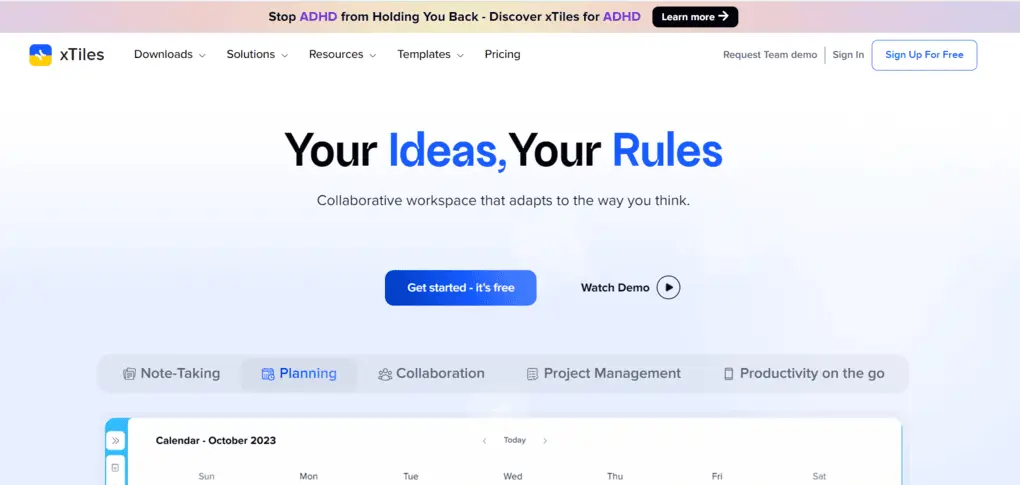 Stop ADHD from Holding You Back - Discover xTiles for ADHD Learn more →
xTiles Downloads Solutions Resources Templates Pricing Request Team demo Sign In Sign Up For Free
Your Ideas, Your Rules
Collaborative workspace that adapts to the way you think.
Get started - it's free Watch Demo
Note-Taking Planning Collaboration Project Management Productivity on the go
Calendar - October 2023 Today
Sun Mon Tue Wed Thu Fri Sat